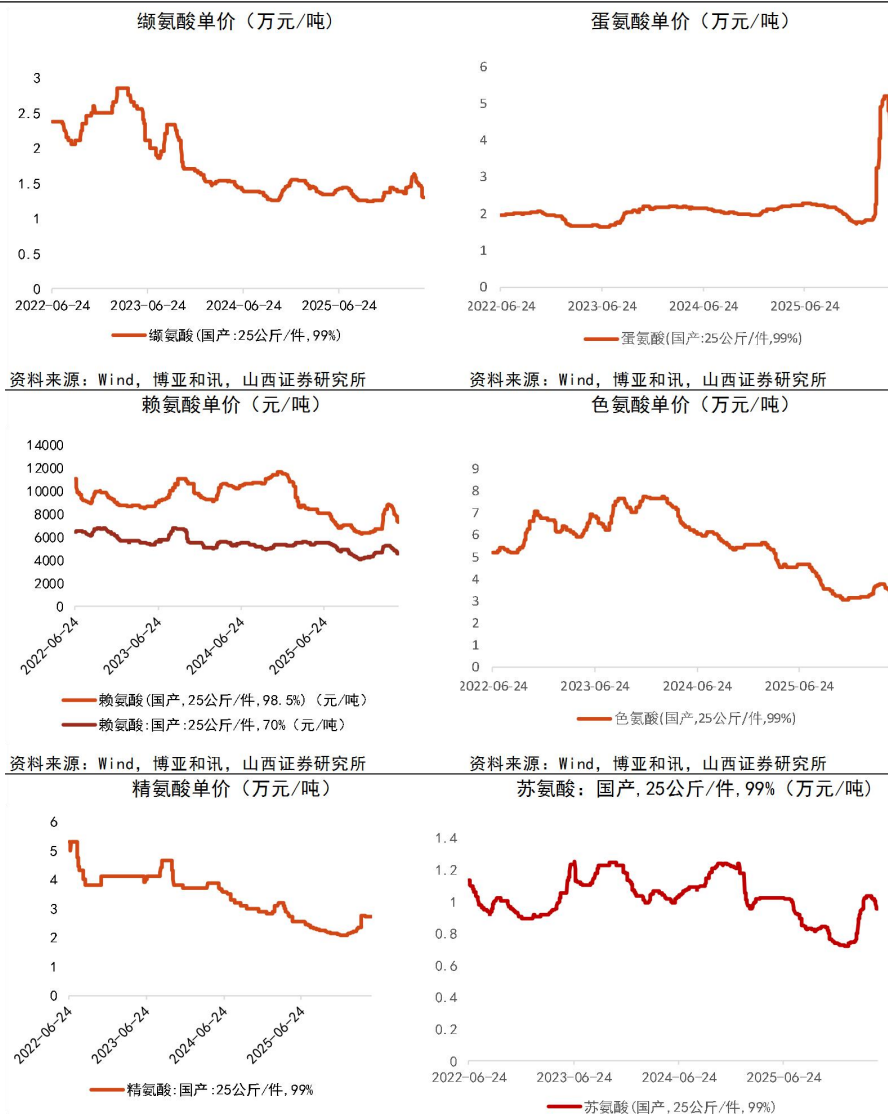 缬氨酸单价（万元/吨）
3
2.5
2
1.5
1
0.5
0
2022-06-24 2023-06-24 2024-06-24 2025-06-24
缬氨酸(国产:25公斤/件,99%)
资料来源：Wind，博亚和讯，山西证券研究所
蛋氨酸单价（万元/吨）
6
5
4
3
2
1
0
2022-06-24 2023-06-24 2024-06-24 2025-06-24
蛋氨酸(国产:25公斤/件,99%)
资料来源：Wind，博亚和讯，山西证券研究所
赖氨酸单价（元/吨）
14000
12000
10000
8000
6000
4000
2000
0
2022-06-24 2023-06-24 2024-06-24 2025-06-24
赖氨酸(国产,25公斤/件,98.5%)（元/吨）
赖氨酸:国产:25公斤/件,70%（元/吨）
资料来源：Wind，博亚和讯，山西证券研究所
色氨酸单价（万元/吨）
9
8
7
6
5
4
3
2
1
0
2022-06-24 2023-06-24 2024-06-24 2025-06-24
色氨酸(国产,25公斤/件,99%)
资料来源：Wind，博亚和讯，山西证券研究所
精氨酸单价（万元/吨）
6
5
4
3
2
1
0
2022-06-24 2023-06-24 2024-06-24 2025-06-24
精氨酸:国产:25公斤/件,99%
苏氨酸：国产,25公斤/件,99%（万元/吨）
1.4
1.2
1
0.8
0.6
0.4
0.2
0
2022-06-24 2023-06-24 2024-06-24 2025-06-24
苏氨酸(国产,25公斤/件,99%)